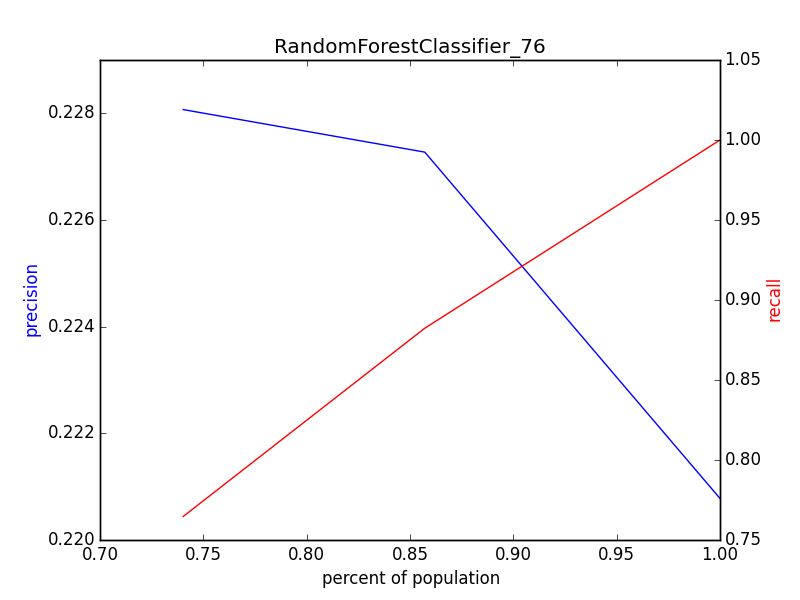 RandomForestClassifier_76
0.228
0.226
0.224
0.222
0.220
precision
1.05
1.00
0.95
0.90
0.85
0.80
0.75
recall
0.70 0.75 0.80 0.85 0.90 0.95 1.00
percent of population